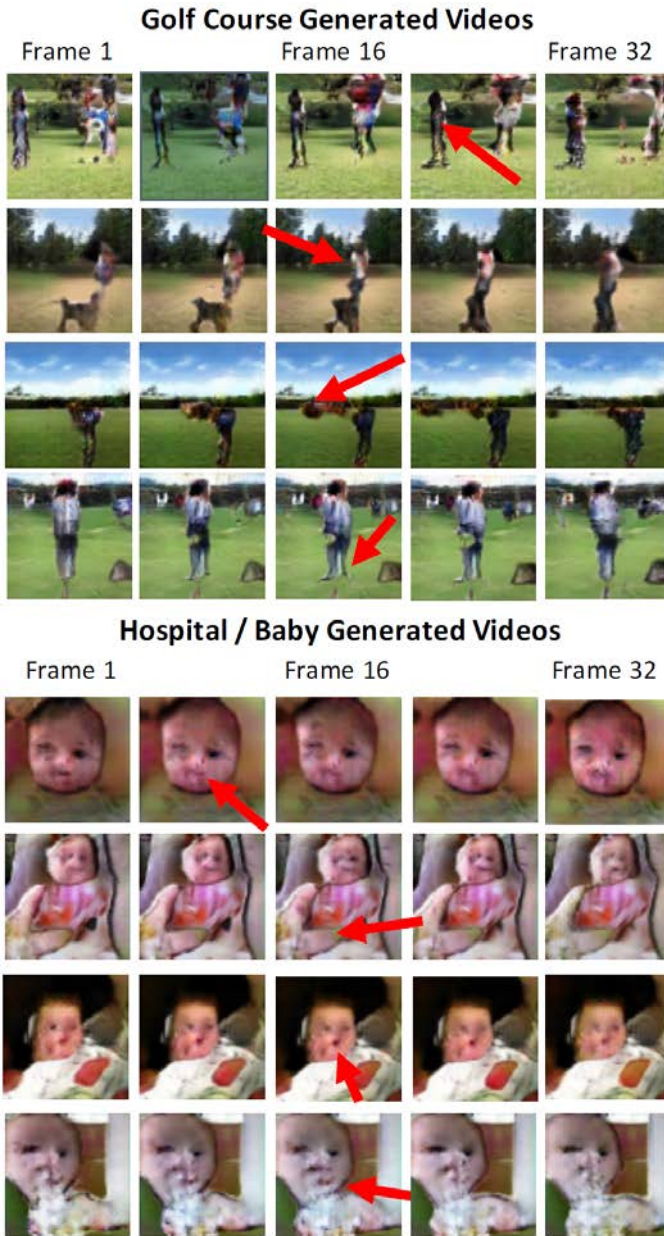 Golf Course Generated Videos
Frame 1 Frame 16 Frame 32
Hospital / Baby Generated Videos
Frame 1 Frame 16 Frame 32